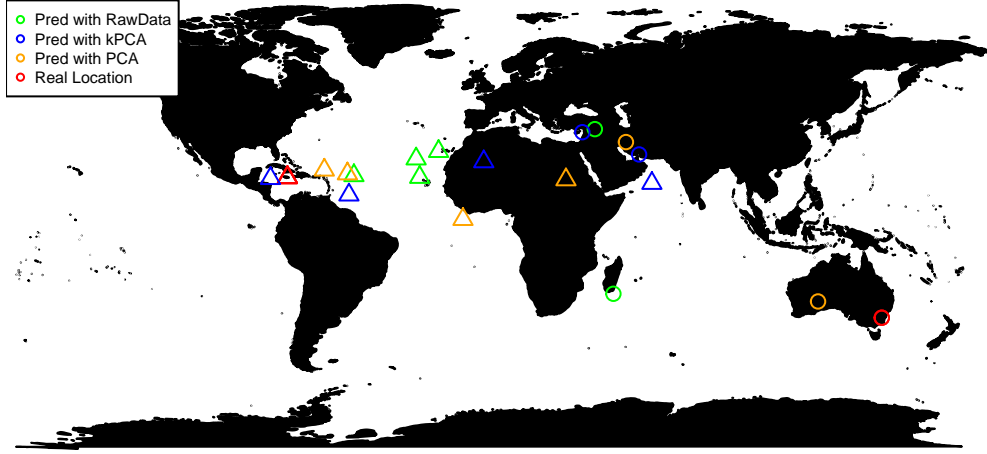 Pred with RawData
Pred with kPCA
Pred with PCA
Real Location